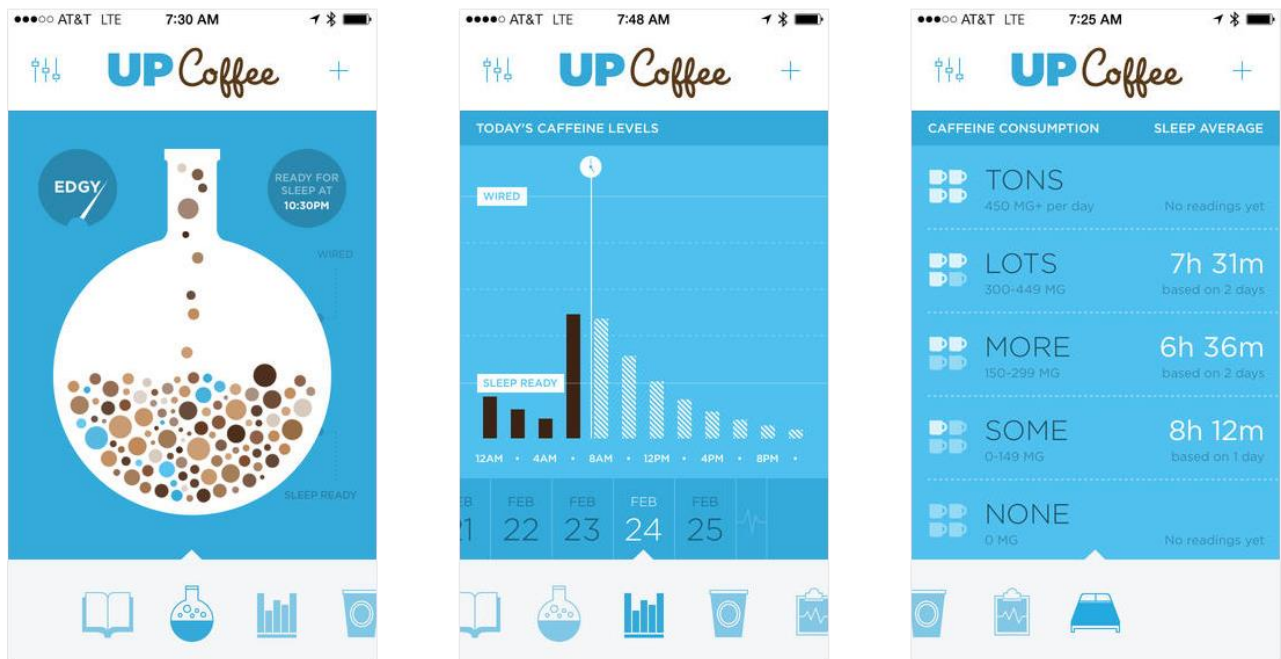 AT&T LTE 7:30 AM
UP Coffee
EDGY
READY FOR
SLEEP AT
10:30PM
WIRED
SLEEP READY
AT&T LTE 7:48 AM
UP Coffee
TODAY'S CAFFEINE LEVELS
WIRED
SLEEP READY
12AM • 4AM • 8AM • 12PM • 4PM • 8PM •
FEB FEB FEB FEB
22 23 24 25
AT&T LTE 7:25 AM
UP Coffee
CAFFEINE CONSUMPTION SLEEP AVERAGE
TONS
450 MG+ per day No readings yet
LOTS 7h 31m
300-449 MG based on 2 days
MORE 6h 36m
150-299 MG based on 2 days
SOME 8h 12m
0-149 MG based on 1 day
NONE
0 MG No readings yet